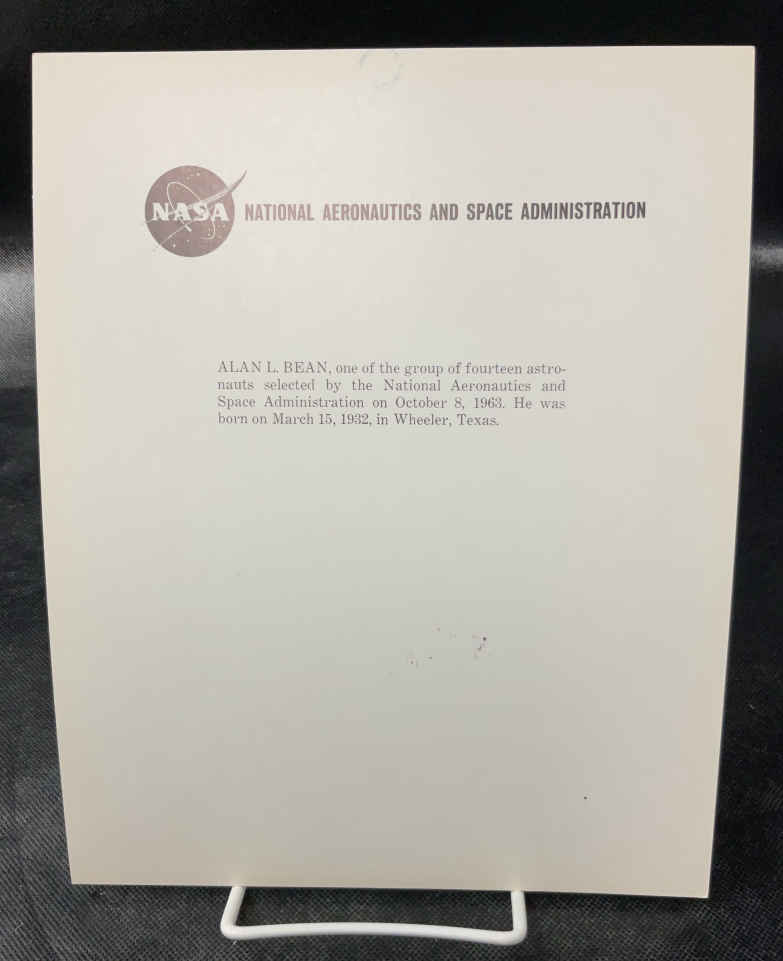 NASA NATIONAL AERONAUTICS AND SPACE ADMINISTRATION
ALAN L. BEAN, one of the group of fourteen astro-
nauts selected by the National Aeronautics and
Space Administration on October 8, 1963. He was
born on March 15, 1932, in Wheeler, Texas.